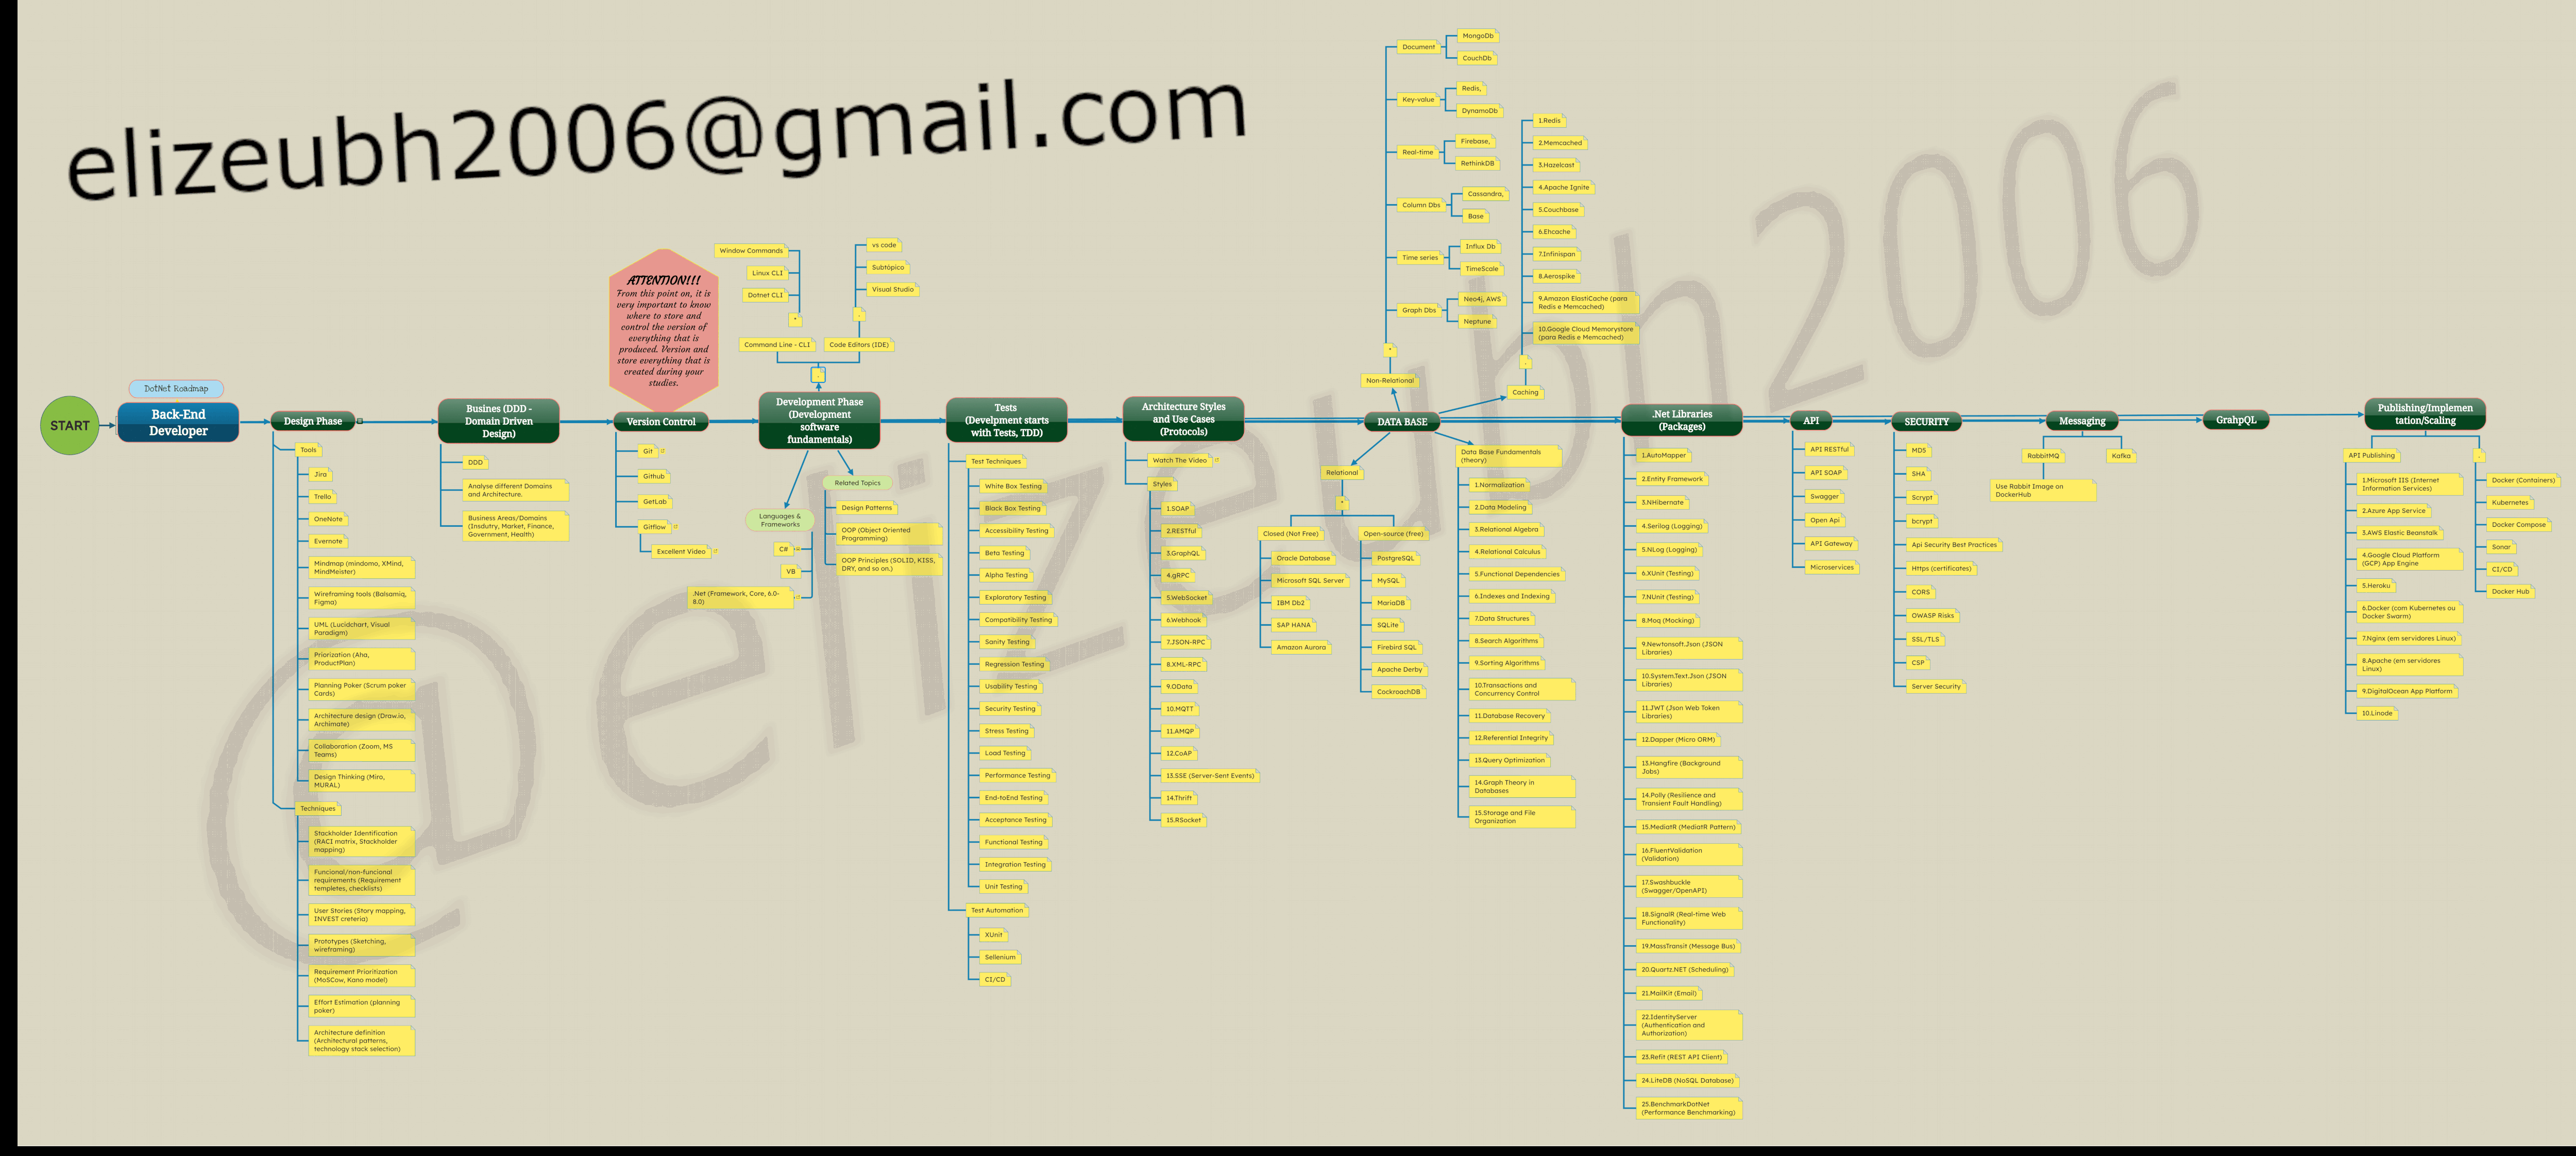 elizeubh2006@gmail.com
@elizeubh2006
START
DotNet Roadmap
Back-End
Developer
Design Phase
Tools
Jira
Trello
OneNote
Evernote
Mindmap (mindomo, XMind,
MindMeister)
Wireframing tools (Balsamiq,
Figma)
UML (Lucidchart, Visual
Paradigm)
Priorization (Aha,
ProductPlan)
Planning Poker (Scrum poker
Cards)
Architecture design (Draw.io,
Archimate)
Collaboration (Zoom, MS
Teams)
Design Thinking (Miro,
MURAL)
Techniques
Stackholder Identification
(RACI matrix, Stackholder
mapping)
Funcional/non-funcional
requirements (Requirement
templetes, checklists)
User Stories (Story mapping,
INVEST creteria)
Prototypes (Sketching,
wireframing)
Requirement Prioritization
(MoSCow, Kano model)
Effort Estimation (planning
poker)
Architecture definition
(Architectural patterns,
technology stack selection)
Busines (DDD -
Domain Driven
Design)
DDD
Analyse different Domains
and Architecture.
Business Areas/Domains
(Insdutry, Market, Finance,
Government, Health)
ATTENTION!!!
From this point on, it is
very important to know
where to store and
control the version of
everything that is
produced. Version and
store everything that is
created during your
studies.
Version Control
Git
Github
GetLab
Gitflow
Excellent Video
Window Commands
Linux CLI
Dotnet CLI
Command Line - CLI
vs code
Subtópico
Visual Studio
Code Editors (IDE)
Development Phase
(Development
software
fundamentals)
Related Topics
Design Patterns
OOP (Object Oriented
Programming)
OOP Principles (SOLID, KISS,
DRY, and so on.)
Languages &
Frameworks
C#
VB
.Net (Framework, Core, 6.0-
8.0)
Tests
(Develpment starts
with Tests, TDD)
Test Techniques
White Box Testing
Black Box Testing
Accessibility Testing
Beta Testing
Alpha Testing
Exploratory Testing
Compatibility Testing
Sanity Testing
Regression Testing
Usability Testing
Security Testing
Stress Testing
Load Testing
Performance Testing
End-toEnd Testing
Acceptance Testing
Functional Testing
Integration Testing
Unit Testing
Test Automation
XUnit
Sellenium
CI/CD
Architecture Styles
and Use Cases
(Protocols)
Watch The Video
Styles
1.SOAP
2.RESTful
3.GraphQL
4.gRPC
5.WebSocket
6.Webhook
7.JSON-RPC
8.XML-RPC
9.OData
10.MQTT
11.AMQP
12.CoAP
13.SSE (Server-Sent Events)
14.Thrift
15.RSocket
Document
MongoDb
CouchDb
Key-value
Redis,
DynamoDb
Real-time
Firebase,
RethinkDB
Column Dbs
Cassandra,
Base
Time series
Influx Db
TimeScale
Graph Dbs
Neo4j, AWS
Neptune
Non-Relational
1.Redis
2.Memcached
3.Hazelcast
4.Apache Ignite
5.Couchbase
6.Ehcache
7.Infinispan
8.Aerospike
9.Amazon ElastiCache (para
Redis e Memcached)
10.Google Cloud Memorystore
(para Redis e Memcached)
Caching
DATA BASE
Relational
Closed (Not Free)
Oracle Database
Microsoft SQL Server
IBM Db2
SAP HANA
Amazon Aurora
Open-source (free)
PostgreSQL
MySQL
MariaDB
SQLite
Firebird SQL
Apache Derby
CockroachDB
Data Base Fundamentals
(theory)
1.Normalization
2.Data Modeling
3.Relational Algebra
4.Relational Calculus
5.Functional Dependencies
6.Indexes and Indexing
7.Data Structures
8.Search Algorithms
9.Sorting Algorithms
10.Transactions and
Concurrency Control
11.Database Recovery
12.Referential Integrity
13.Query Optimization
14.Graph Theory in
Databases
15.Storage and File
Organization
.Net Libraries
(Packages)
1.AutoMapper
2.Entity Framework
3.NHibernate
4.Serilog (Logging)
5.NLog (Logging)
6.XUnit (Testing)
7.NUnit (Testing)
8.Moq (Mocking)
9.Newtonsoft.Json (JSON
Libraries)
10.System.Text.Json (JSON
Libraries)
11.JWT (Json Web Token
Libraries)
12.Dapper (Micro ORM)
13.Hangfire (Background
Jobs)
14.Polly (Resilience and
Transient Fault Handling)
15.MediatR (MediatR Pattern)
16.FluentValidation
(Validation)
17.Swashbuckle
(Swagger/OpenAPI)
18.SignalR (Real-time Web
Functionality)
19.MassTransit (Message Bus)
20.Quartz.NET (Scheduling)
21.MailKit (Email)
22.IdentityServer
(Authentication and
Authorization)
23.Refit (REST API Client)
24.LiteDB (NoSQL Database)
25.BenchmarkDotNet
(Performance Benchmarking)
API
API RESTful
API SOAP
Swagger
Open Api
API Gateway
Microservices
SECURITY
MD5
SHA
Scrypt
bcrypt
Api Security Best Practices
Https (certificates)
CORS
OWASP Risks
SSL/TLS
CSP
Server Security
Messaging
RabbitMQ
Use Rabbit Image on
DockerHub
Kafka
GrahpQL
Publishing/Implemen
tation/Scaling
API Publishing
1.Microsoft IIS (Internet
Information Services)
2.Azure App Service
3.AWS Elastic Beanstalk
4.Google Cloud Platform
(GCP) App Engine
5.Heroku
6.Docker (com Kubernetes ou
Docker Swarm)
7.Nginx (em servidores Linux)
8.Apache (em servidores
Linux)
9.DigitalOcean App Platform
10.Linode
Docker (Containers)
Kubernetes
Docker Compose
Sonar
CI/CD
Docker Hub